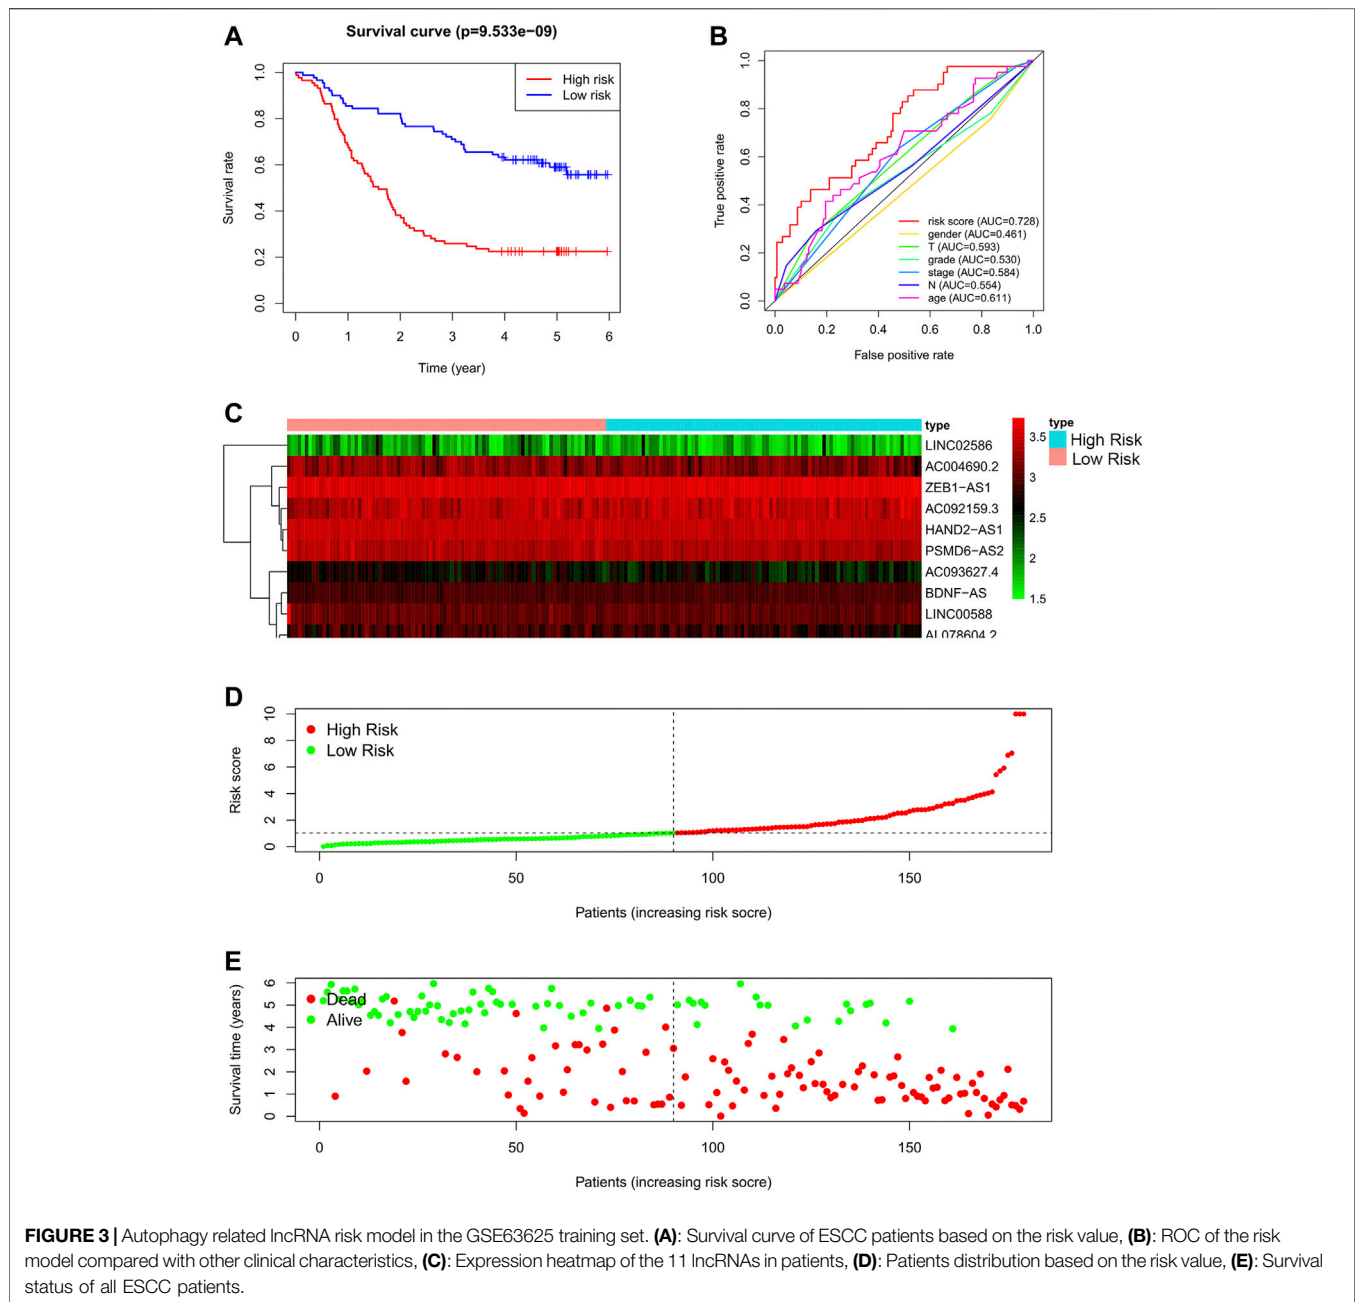 A
Survival curve (p=9.533e−09)
High risk
Low risk
Survival rate
1.0
0.8
0.6
0.4
0.2
0.0
0 1 2 3 4 5 6
Time (year)
B
True positive rate
1.0
0.8
0.6
0.4
0.2
0.0
risk score (AUC=0.728)
gender (AUC=0.461)
T (AUC=0.593)
grade (AUC=0.530)
stage (AUC=0.584)
N (AUC=0.554)
age (AUC=0.611)
0.0 0.2 0.4 0.6 0.8 1.0
False positive rate
C
type
LINC02586
AC004690.2
ZEB1−AS1
AC092159.3
HAND2−AS1
PSMD6−AS2
AC093627.4
BDNF−AS
LINC00588
AL078604.2
3.5
3
2.5
2
1.5
type
High Risk
Low Risk
D
Risk score
10
8
6
4
2
0
High Risk
Low Risk
0 50 100 150
Patients (increasing risk socre)
E
Survival time (years)
6
5
4
3
2
1
0
Dead
Alive
0 50 100 150
Patients (increasing risk socre)
FIGURE 3 | Autophagy related lncRNA risk model in the GSE63625 training set. (A): Survival curve of ESCC patients based on the risk value, (B): ROC of the risk
model compared with other clinical characteristics, (C): Expression heatmap of the 11 lncRNAs in patients, (D): Patients distribution based on the risk value, (E): Survival
status of all ESCC patients.